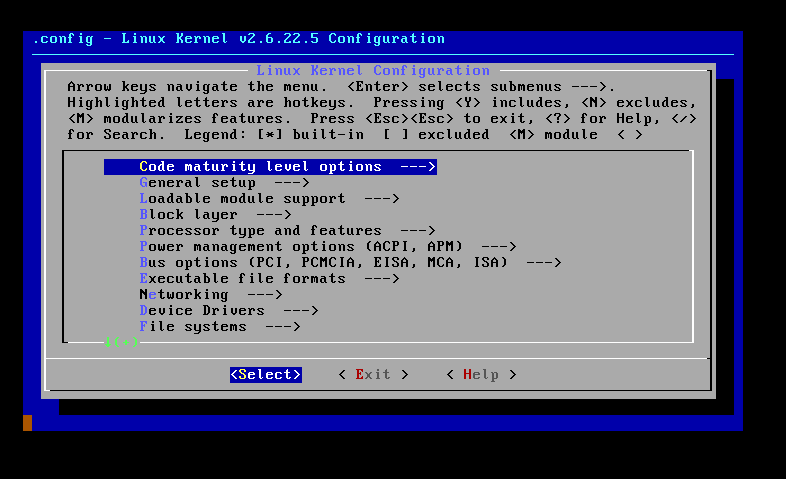 .config - Linux Kernel v2.6.22.5 Configuration
Linux Kernel Configuration
Arrow keys navigate the menu.  <Enter> selects submenus --->.
Highlighted letters are hotkeys.  Pressing <Y> includes, <N> excludes,
<M> modularizes features.  Press <Esc><Esc> to exit, <?> for Help, </>
for Search.  Legend: [*] built-in  [ ] excluded  <M> module  < >
Code maturity level options  --->
General setup  --->
Loadable module support  --->
Block layer  --->
Processor type and features  --->
Power management options (ACPI, APM)  --->
Bus options (PCI, PCMCIA, EISA, MCA, ISA)  --->
Executable file formats  --->
Networking  --->
Device Drivers  --->
File systems  --->
↓(+)
<Select>    < Exit >    < Help >